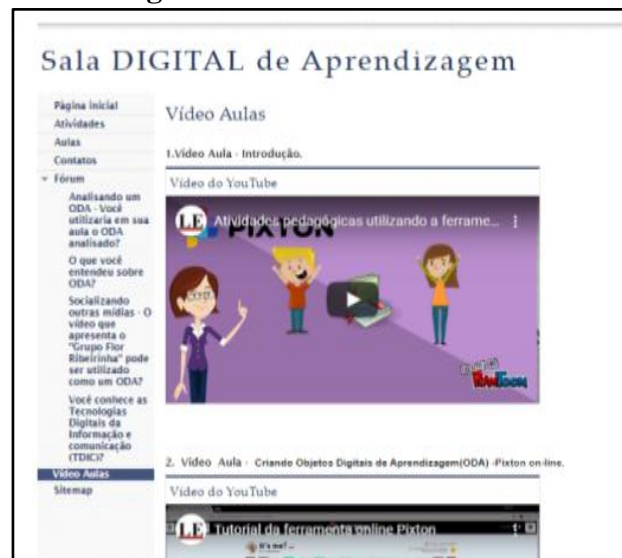 Sala DIGITAL de Aprendizagem
Página inicial
Atividades
Aulas
Contatos
Fórum
Analisando um
ODA - Você
utilizaria em sua
aula o ODA
analisado?
O que você
entendeu sobre
ODA?
Socializando
outras mídias - O
vídeo que
apresenta o
"Grupo Flor
Ribeirinha" pode
ser utilizado
como um ODA?
Você conhece as
Tecnologias
Digitais da
Informação e
comunicação
(TDIC)?
Vídeo Aulas
Sitemap
Vídeo Aulas
1.Vídeo Aula - Introdução.
Vídeo do YouTube
LE Atividades pedagógicas utilizando a ferrame...
PIXTON
PowToon
2. Vídeo Aula - Criando Objetos Digitais de Aprendizagem(ODA) -Pixton on-line.
Vídeo do YouTube
LE Tutorial da ferramenta online Pixton
It's me!